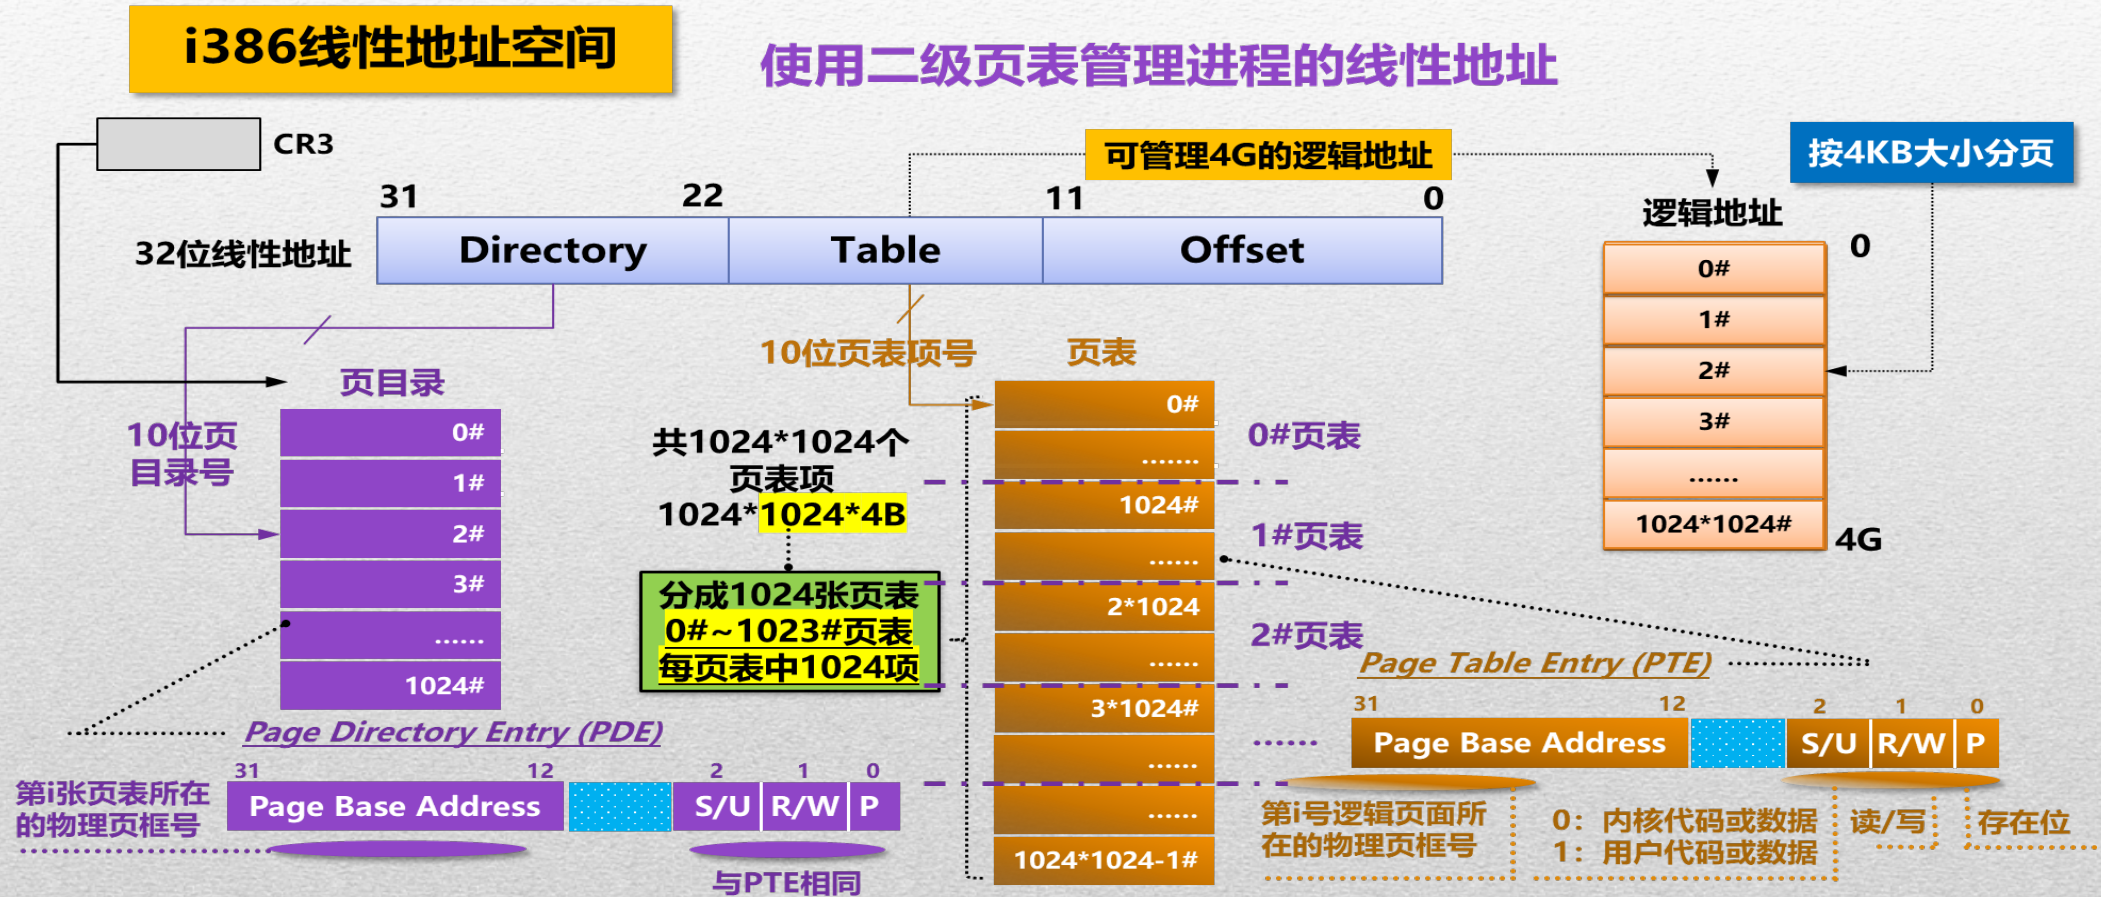 i386线性地址空间
使用二级页表管理进程的线性地址
CR3
可管理4G的逻辑地址
按4KB大小分页
31
22
11
0
32位线性地址
Directory
Table
Offset
逻辑地址
0
0#
1#
2#
3#
......
1024*1024#
4G
10位页
目录号
页目录
0#
1#
2#
3#
......
1024#
10位页表项号
页表
共1024*1024个
页表项
1024*1024*4B
分成1024张页表
0#~1023#页表
每页表中1024项
0#
.......
1024#
......
2*1024
......
3*1024#
......
......
1024*1024-1#
0#页表
1#页表
2#页表
......
Page Directory Entry (PDE)
31
12
2
1
0
Page Base Address
S/U
R/W
P
第i张页表所在
的物理页框号
与PTE相同
Page Table Entry (PTE)
31
12
2
1
0
Page Base Address
S/U
R/W
P
第i号逻辑页面所
在的物理页框号
0：内核代码或数据
1：用户代码或数据
读/写
存在位